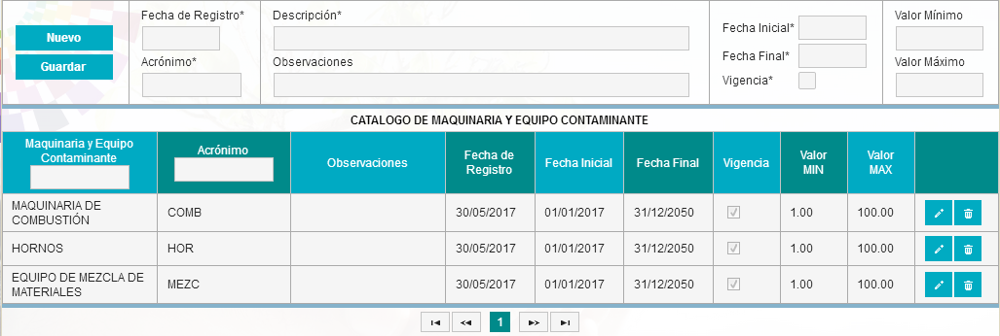 Nuevo
Guardar
Fecha de Registro*
Acrónimo*
Descripción*
Observaciones
Fecha Inicial*
Fecha Final*
Vigencia*
Valor Mínimo
Valor Máximo
CATALOGO DE MAQUINARIA Y EQUIPO CONTAMINANTE
Maquinaria y Equipo
Contaminante
Acrónimo
Observaciones
Fecha de
Registro
Fecha Inicial
Fecha Final
Vigencia
Valor
MIN
Valor
MAX
MAQUINARIA DE
COMBUSTIÓN
COMB
30/05/2017
01/01/2017
31/12/2050
1.00
100.00
HORNOS
HOR
30/05/2017
01/01/2017
31/12/2050
1.00
100.00
EQUIPO DE MEZCLA DE
MATERIALES
MEZC
30/05/2017
01/01/2017
31/12/2050
1.00
100.00
1